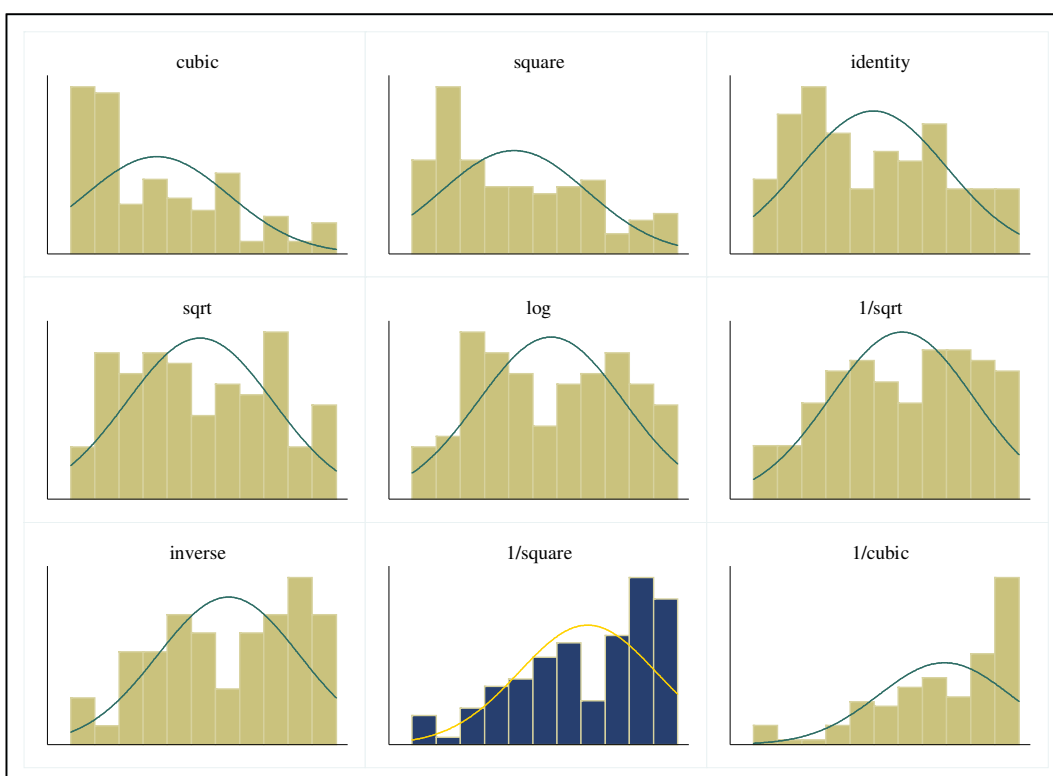 cubic
square
identity
sqrt
log
1/sqrt
inverse
1/square
1/cubic